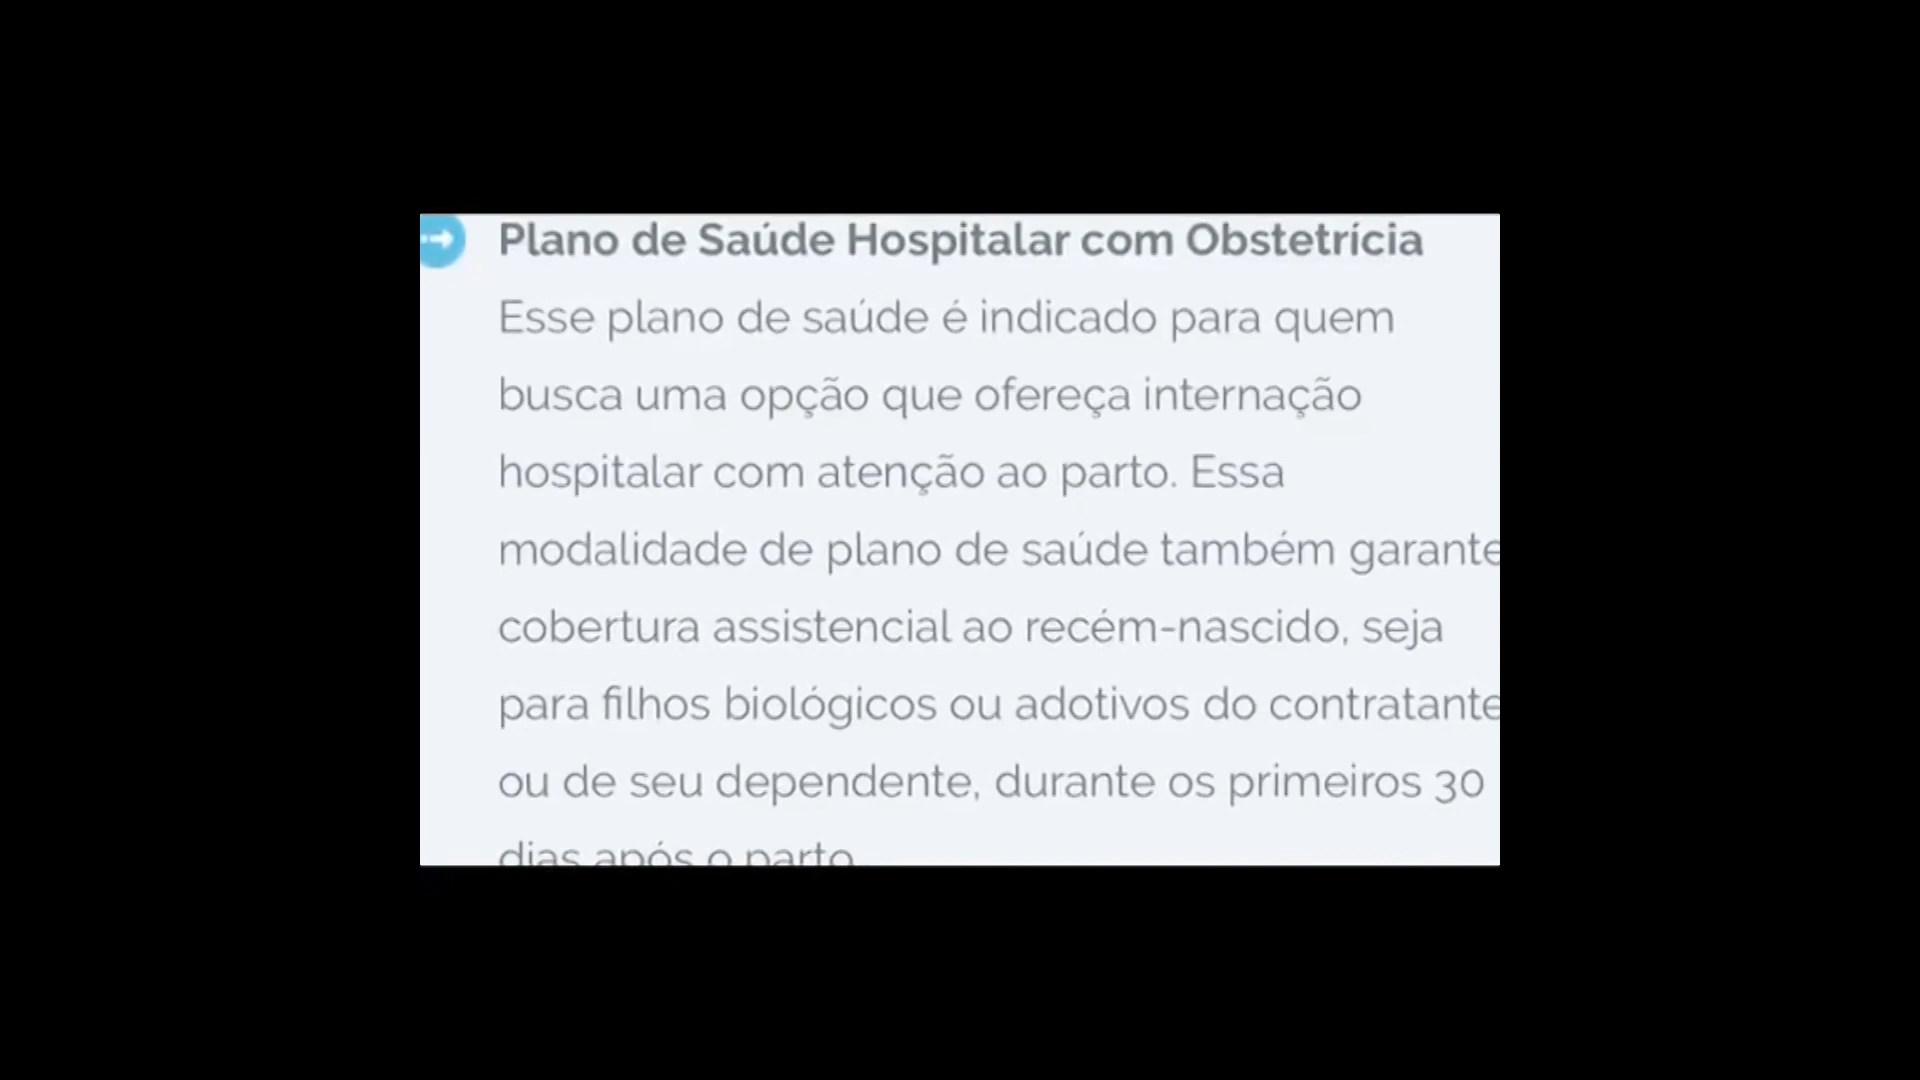 Plano de Saúde Hospitalar com Obstetrícia
Esse plano de saúde é indicado para quem
busca uma opção que ofereça internação
hospitalar com atenção ao parto. Essa
modalidade de plano de saúde também garante
cobertura assistencial ao recém-nascido, seja
para filhos biológicos ou adotivos do contratante
ou de seu dependente, durante os primeiros 30
dias após o parto.